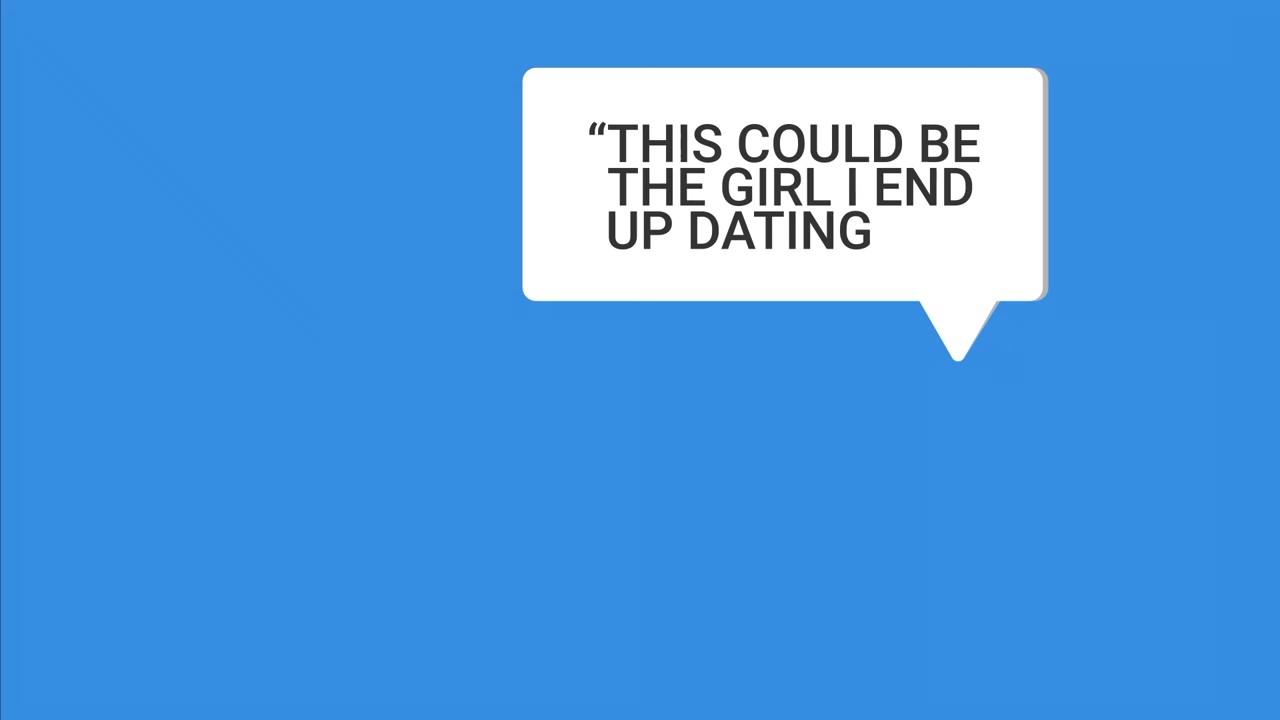 “THIS COULD BE
THE GIRL I END
UP DATING